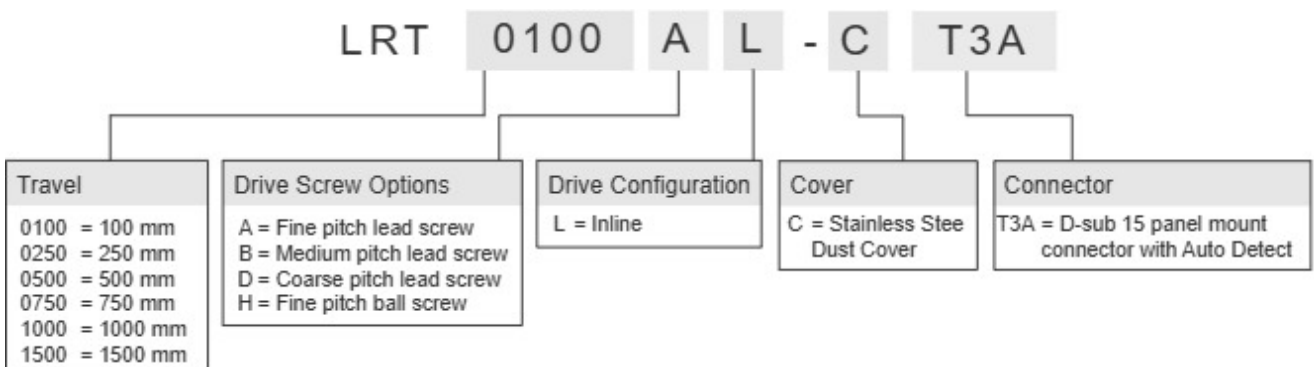 LRT 0100 A L - C T3A
Travel
0100 = 100 mm
0250 = 250 mm
0500 = 500 mm
0750 = 750 mm
1000 = 1000 mm
1500 = 1500 mm
Drive Screw Options
A = Fine pitch lead screw
B = Medium pitch lead screw
D = Coarse pitch lead screw
H = Fine pitch ball screw
Drive Configuration
L = Inline
Cover
C = Stainless Stee
Dust Cover
Connector
T3A = D-sub 15 panel mount
connector with Auto Detect